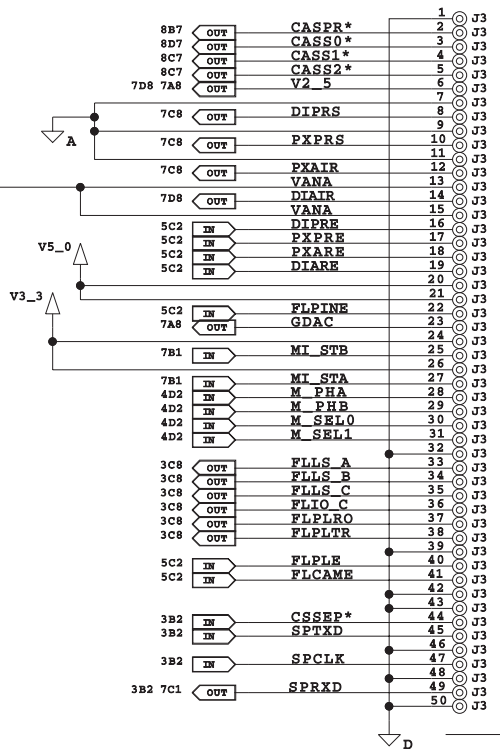 1 J3
8B7 OUT CASPR* 2 J3
8D7 OUT CASS0* 3 J3
8C7 OUT CASS1* 4 J3
8C7 OUT CASS2* 5 J3
7D8 7A8 OUT V2_5 6 J3
7 J3
7C8 OUT DIPRS 8 J3
A 9 J3
7C8 OUT PXPRS 10 J3
11 J3
7C8 OUT PXAIR 12 J3
VANA 13 J3
7D8 OUT DIAIR 14 J3
VANA 15 J3
5C2 IN DIPRE 16 J3
5C2 IN PXPRE 17 J3
V5_0 5C2 IN PXARE 18 J3
5C2 IN DIARE 19 J3
20 J3
V3_3 21 J3
5C2 IN FLPINE 22 J3
7A8 OUT GDAC 23 J3
24 J3
7B1 IN MI_STB 25 J3
26 J3
7B1 IN MI_STA 27 J3
4D2 IN M_PHA 28 J3
4D2 IN M_PHB 29 J3
4D2 IN M_SEL0 30 J3
4D2 IN M_SEL1 31 J3
32 J3
3C8 OUT FLLS_A 33 J3
3C8 OUT FLLS_B 34 J3
3C8 OUT FLLS_C 35 J3
3C8 OUT FLIO_C 36 J3
3C8 OUT FLPLRO 37 J3
3C8 OUT FLPLTR 38 J3
39 J3
5C2 IN FLPLE 40 J3
5C2 IN FLCAME 41 J3
42 J3
43 J3
3B2 IN CSSEP* 44 J3
3B2 IN SPTXD 45 J3
46 J3
3B2 IN SPCLK 47 J3
48 J3
3B2 7C1 OUT SPRXD 49 J3
50 J3
D